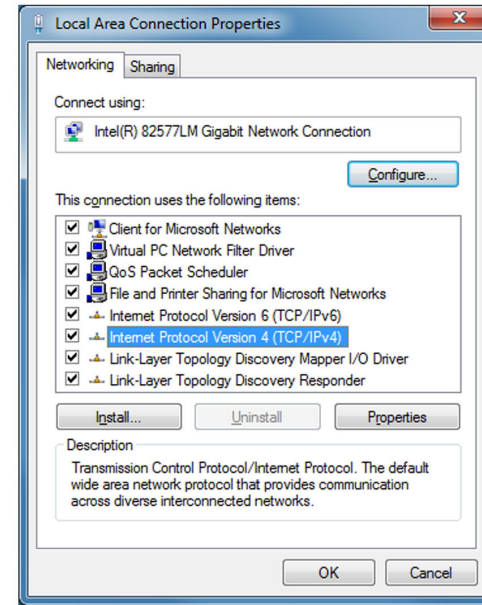 Local Area Connection Properties
Networking
Sharing
Connect using:
Intel(R) 82577LM Gigabit Network Connection
Configure...
This connection uses the following items:
Client for Microsoft Networks
Virtual PC Network Filter Driver
QoS Packet Scheduler
File and Printer Sharing for Microsoft Networks
Internet Protocol Version 6 (TCP/IPv6)
Internet Protocol Version 4 (TCP/IPv4)
Link-Layer Topology Discovery Mapper I/O Driver
Link-Layer Topology Discovery Responder
Install...
Uninstall
Properties
Description
Transmission Control Protocol/Internet Protocol. The default
wide area network protocol that provides communication
across diverse interconnected networks.
OK
Cancel